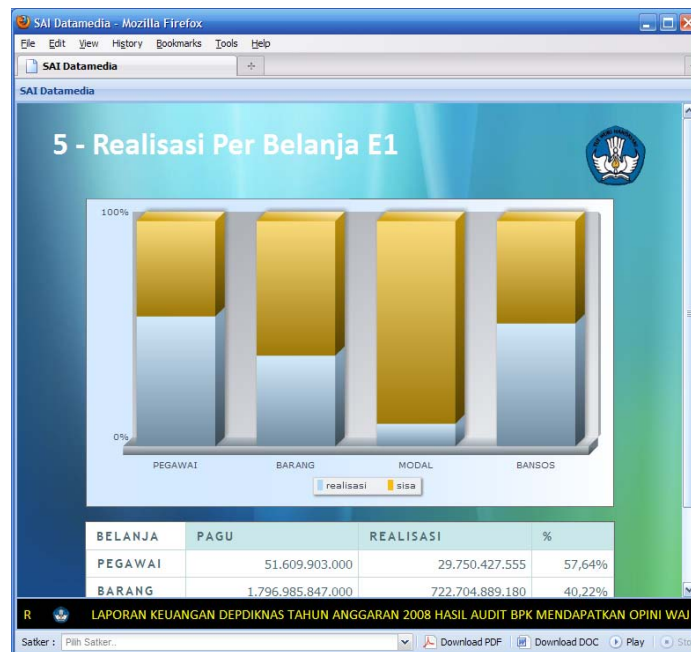 SAI Datamedia - Mozilla Firefox
File Edit View History Bookmarks Tools Help
SAI Datamedia
SAI Datamedia
5 - Realisasi Per Belanja E1
100%
0%
PEGAWAI BARANG MODAL BANSOS
realisasi sisa
BELANJA PAGU REALISASI %
PEGAWAI 51.609.903.000 29.750.427.555 57,64%
BARANG 1.796.985.847.000 722.704.889.180 40,22%
R LAPORAN KEUANGAN DEPDIKNAS TAHUN ANGGARAN 2008 HASIL AUDIT BPK MENDAPATKAN OPINI WAJ
Satker : Pilih Satker.. Download PDF Download DOC Play Sto